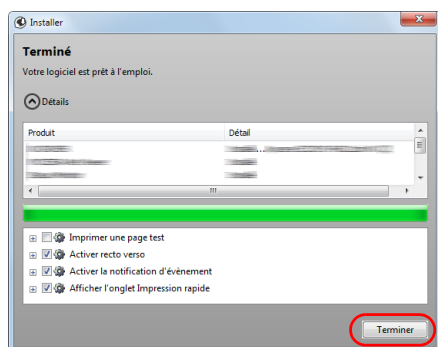 Installer
Terminé
Votre logiciel est prêt à l'emploi.
Détails
Produit Détail
Imprimer une page test
Activer recto verso
Activer la notification d'évènement
Afficher l'onglet Impression rapide
Terminer